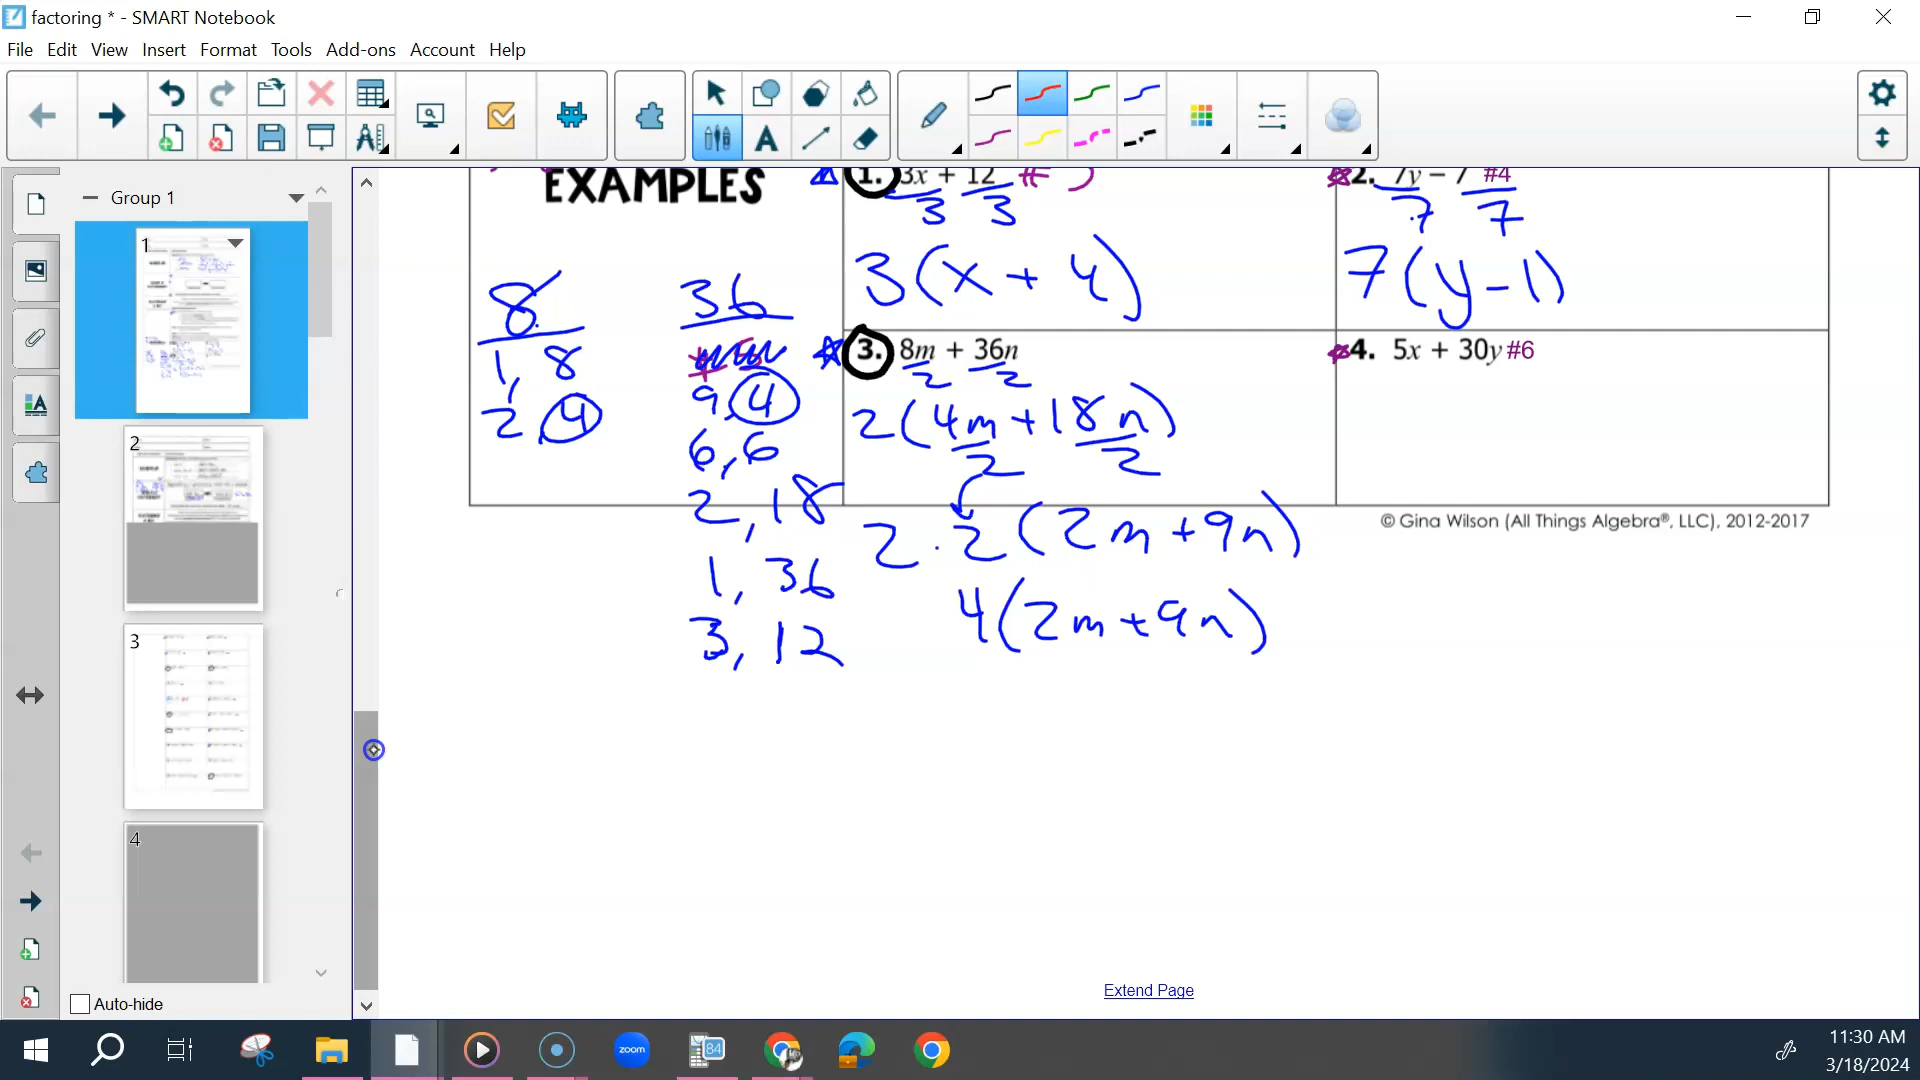 factoring * - SMART Notebook
File Edit View Insert Format Tools Add-ons Account Help
Group 1
1
2
3
4
Auto-hide
EXAMPLES
1. 3x + 12
3 3
3(x + 4)
2. 7y − 7 #4
7 7
7(y-1)
8
1, 8
2, 4
36
9, 4
6, 6
2, 18
1, 36
3, 12
3. 8m + 36n
2 2
2(4m+18n)
2 2
2 · 2(2m+9n)
4(2m+9n)
4. 5x + 30y #6
© Gina Wilson (All Things Algebra®, LLC), 2012-2017
Extend Page
zoom
84
11:30 AM
3/18/2024